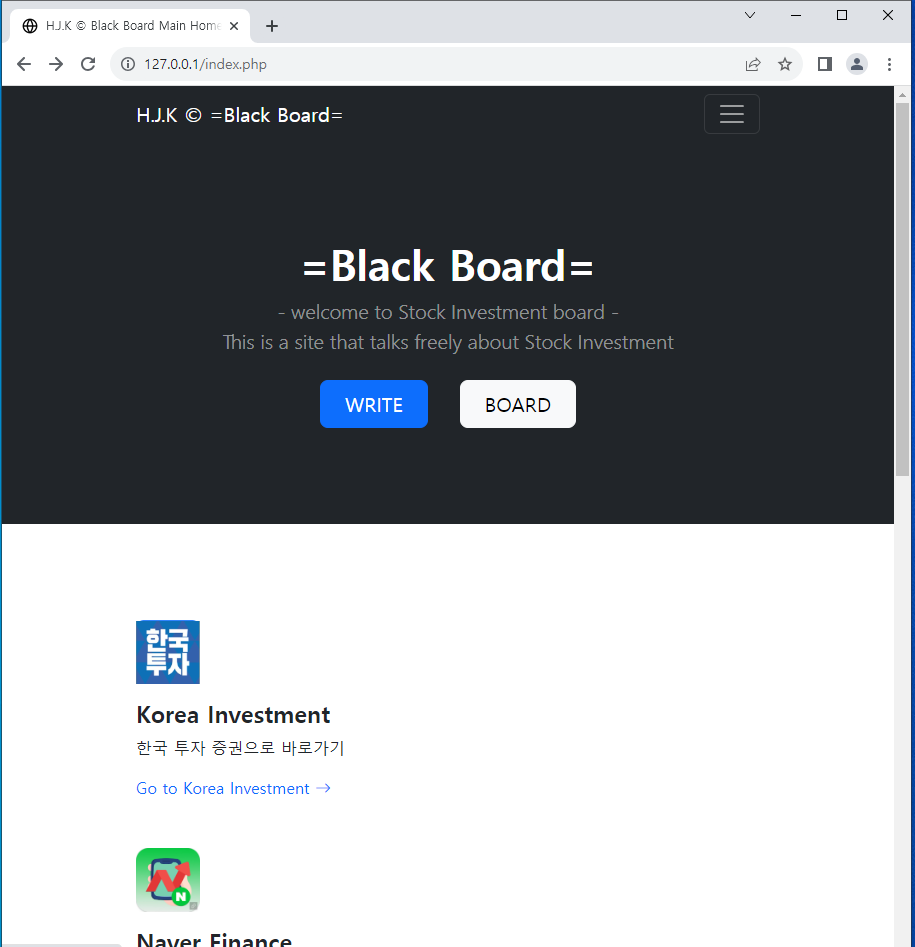 H.J.K © Black Board Main Home
127.0.0.1/index.php
H.J.K © =Black Board=
=Black Board=
- welcome to Stock Investment board -
This is a site that talks freely about Stock Investment
WRITE
BOARD
한국
투자
Korea Investment
한국 투자 증권으로 바로가기
Go to Korea Investment →
N
Naver Finance